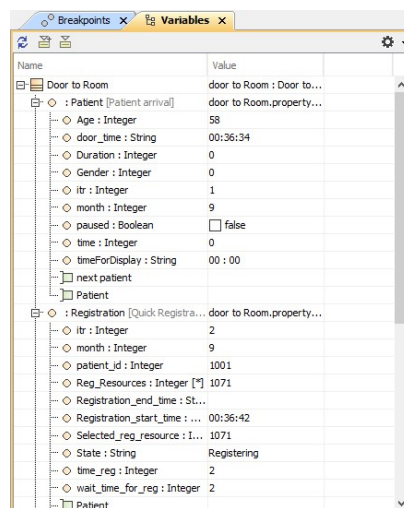 Breakpoints x Variables x
Name Value
Door to Room door to Room : Door to...
: Patient [Patient arrival] door to Room.property...
Age : Integer 58
door_time : String 00:36:34
Duration : Integer 0
Gender : Integer 0
itr : Integer 1
month : Integer 9
paused : Boolean false
time : Integer 0
timeForDisplay : String 00 : 00
next patient
Patient
: Registration [Quick Registra... door to Room.property...
itr : Integer 2
month : Integer 9
patient_id : Integer 1001
Reg_Resources : Integer [*] 1071
Registration_end_time : St...
Registration_start_time : ... 00:36:42
Selected_reg_resource : I... 1071
State : String Registering
time_reg : Integer 2
wait_time_for_reg : Integer 2
Patient